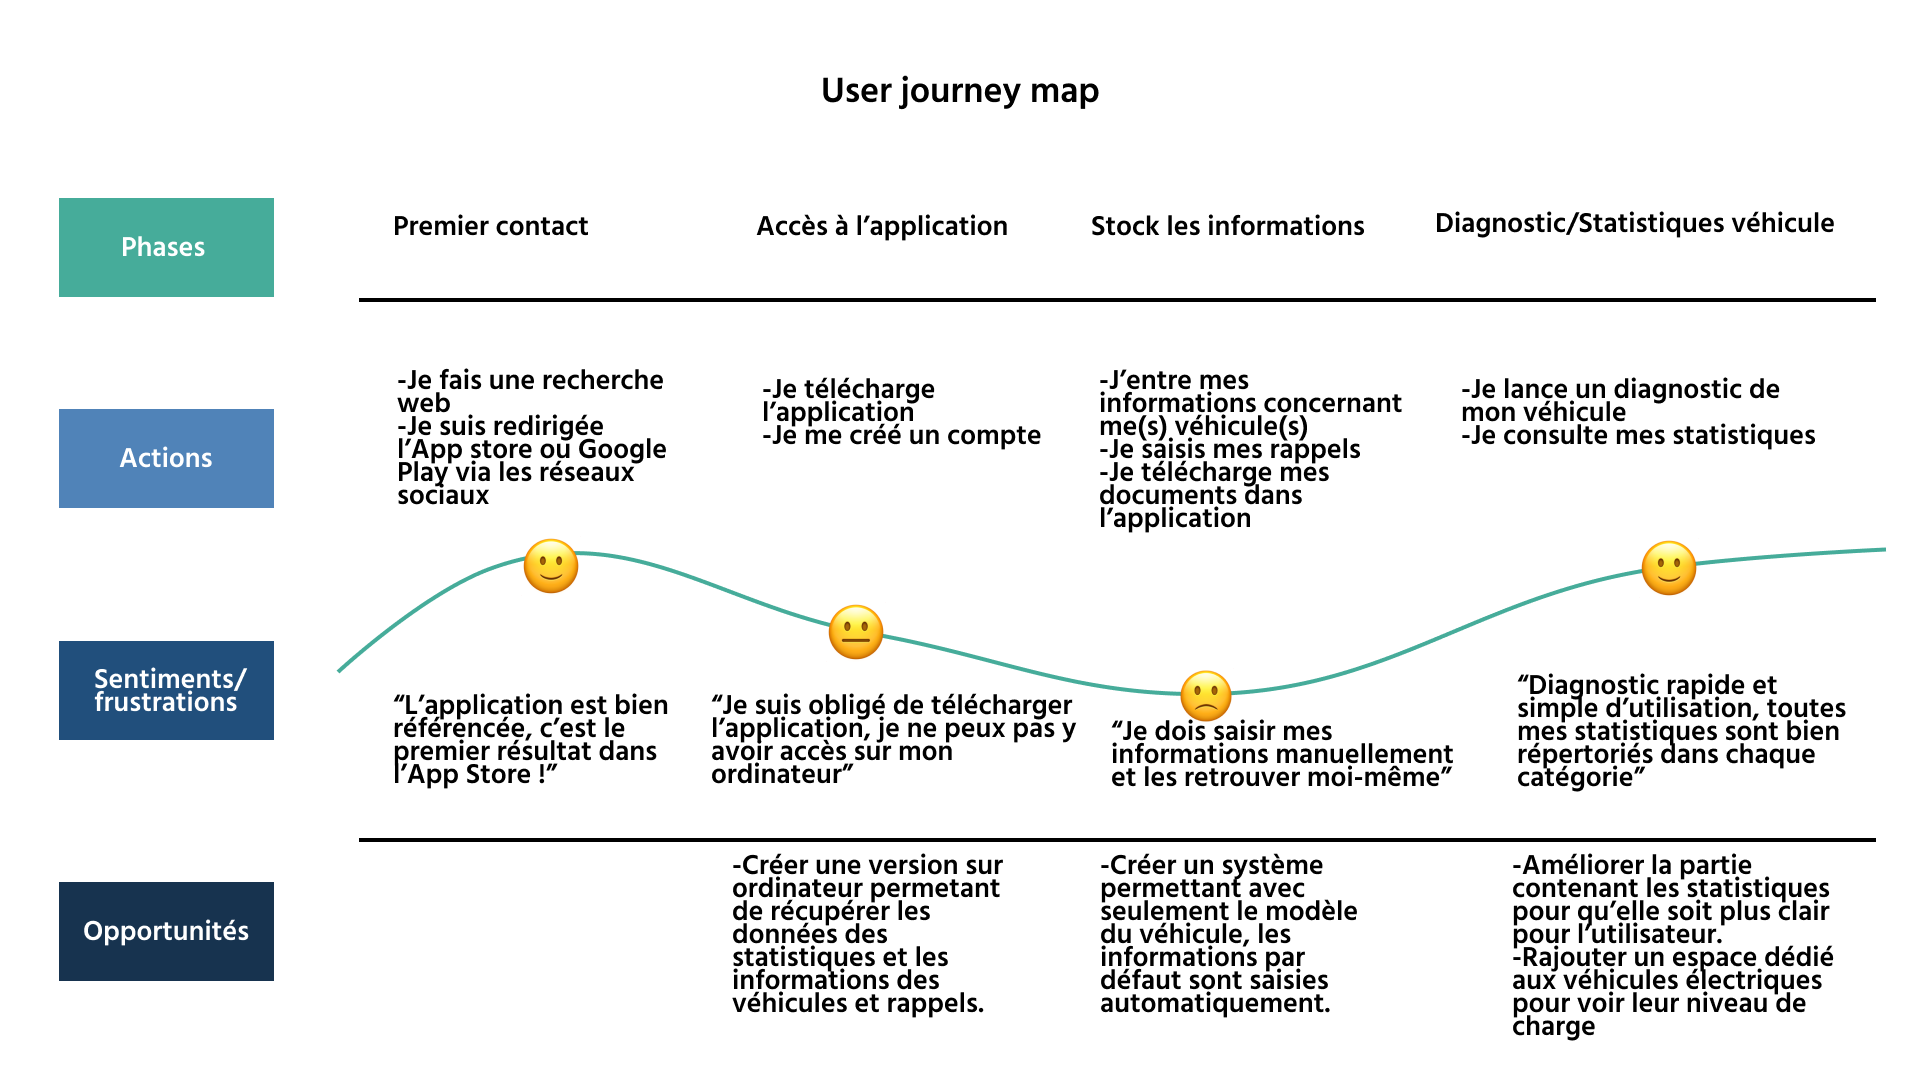 User journey map
Phases
Premier contact
Accès à l’application
Stock les informations
Diagnostic/Statistiques véhicule
Actions
-Je fais une recherche
web
-Je suis redirigée
l’App store ou Google
Play via les réseaux
sociaux
-Je télécharge
l’application
-Je me créé un compte
-J’entre mes
informations concernant
me(s) véhicule(s)
-Je saisis mes rappels
-Je télécharge mes
documents dans
l’application
-Je lance un diagnostic de
mon véhicule
-Je consulte mes statistiques
Sentiments/
frustrations
“L’application est bien
référencée, c’est le
premier résultat dans
l’App Store !”
“Je suis obligé de télécharger
l’application, je ne peux pas y
avoir accès sur mon
ordinateur”
“Je dois saisir mes
informations manuellement
et les retrouver moi-même”
“Diagnostic rapide et
simple d’utilisation, toutes
mes statistiques sont bien
répertoriés dans chaque
catégorie”
Opportunités
-Créer une version sur
ordinateur permetant
de récupérer les
données des
statistiques et les
informations des
véhicules et rappels.
-Créer un système
permettant avec
seulement le modèle
du véhicule, les
informations par
défaut sont saisies
automatiquement.
-Améliorer la partie
contenant les statistiques
pour qu’elle soit plus clair
pour l’utilisateur.
-Rajouter un espace dédié
aux véhicules électriques
pour voir leur niveau de
charge